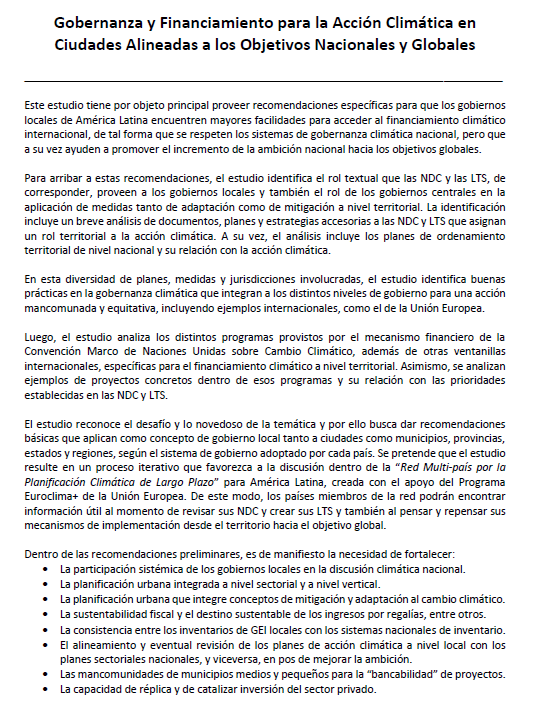 Gobernanza y Financiamiento para la Acción Climática en
Ciudades Alineadas a los Objetivos Nacionales y Globales
Este estudio tiene por objeto principal proveer recomendaciones específicas para que los gobiernos
locales de América Latina encuentren mayores facilidades para acceder al financiamiento climático
internacional, de tal forma que se respeten los sistemas de gobernanza climática nacional, pero que
a su vez ayuden a promover el incremento de la ambición nacional hacia los objetivos globales.
Para arribar a estas recomendaciones, el estudio identifica el rol textual que las NDC y las LTS, de
corresponder, proveen a los gobiernos locales y también el rol de los gobiernos centrales en la
aplicación de medidas tanto de adaptación como de mitigación a nivel territorial. La identificación
incluye un breve análisis de documentos, planes y estrategias accesorias a las NDC y LTS que asignan
un rol territorial a la acción climática. A su vez, el análisis incluye los planes de ordenamiento
territorial de nivel nacional y su relación con la acción climática.
En esta diversidad de planes, medidas y jurisdicciones involucradas, el estudio identifica buenas
prácticas en la gobernanza climática que integran a los distintos niveles de gobierno para una acción
mancomunada y equitativa, incluyendo ejemplos internacionales, como el de la Unión Europea.
Luego, el estudio analiza los distintos programas provistos por el mecanismo financiero de la
Convención Marco de Naciones Unidas sobre Cambio Climático, además de otras ventanillas
internacionales, específicas para el financiamiento climático a nivel territorial. Asimismo, se analizan
ejemplos de proyectos concretos dentro de esos programas y su relación con las prioridades
establecidas en las NDC y LTS.
El estudio reconoce el desafío y lo novedoso de la temática y por ello busca dar recomendaciones
básicas que aplican como concepto de gobierno local tanto a ciudades como municipios, provincias,
estados y regiones, según el sistema de gobierno adoptado por cada país. Se pretende que el estudio
resulte en un proceso iterativo que favorezca a la discusión dentro de la “Red Multi-país por la
Planificación Climática de Largo Plazo” para América Latina, creada con el apoyo del Programa
Euroclima+ de la Unión Europea. De este modo, los países miembros de la red podrán encontrar
información útil al momento de revisar sus NDC y crear sus LTS y también al pensar y repensar sus
mecanismos de implementación desde el territorio hacia el objetivo global.
Dentro de las recomendaciones preliminares, es de manifiesto la necesidad de fortalecer:
• La participación sistémica de los gobiernos locales en la discusión climática nacional.
• La planificación urbana integrada a nivel sectorial y a nivel vertical.
• La planificación urbana que integre conceptos de mitigación y adaptación al cambio climático.
• La sustentabilidad fiscal y el destino sustentable de los ingresos por regalías, entre otros.
• La consistencia entre los inventarios de GEI locales con los sistemas nacionales de inventario.
• El alineamiento y eventual revisión de los planes de acción climática a nivel local con los
planes sectoriales nacionales, y viceversa, en pos de mejorar la ambición.
• Las mancomunidades de municipios medios y pequeños para la “bancabilidad” de proyectos.
• La capacidad de réplica y de catalizar inversión del sector privado.